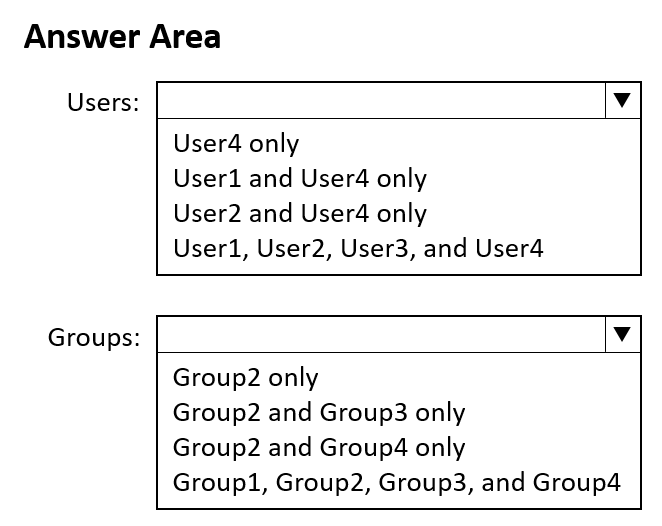 Answer Area
Users:
User4 only
User1 and User4 only
User2 and User4 only
User1, User2, User3, and User4
Groups:
Group2 only
Group2 and Group3 only
Group2 and Group4 only
Group1, Group2, Group3, and Group4